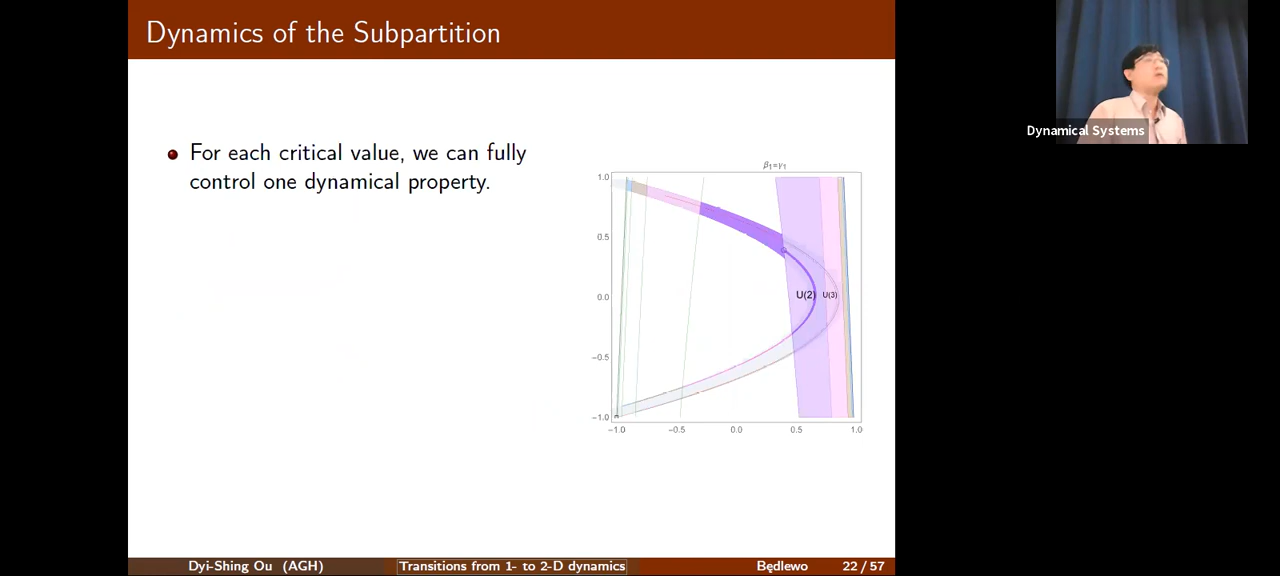 Dynamics of the Subpartition
Dynamical Systems
For each critical value, we can fully
control one dynamical property.
β₁=γ₁
1.0
0.5
0.0
−0.5
−1.0
U(2)
U(3)
−1.0 −0.5 0.0 0.5 1.0
Dyi-Shing Ou (AGH) Transitions from 1- to 2-D dynamics Będlewo 22 / 57